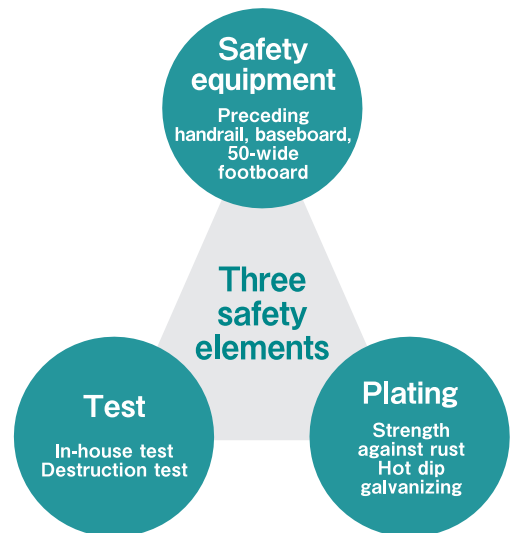 Safety
equipment
Preceding
handrail, baseboard,
50-wide
footboard
Three
safety
elements
Test
In-house test
Destruction test
Plating
Strength
against rust
Hot dip
galvanizing